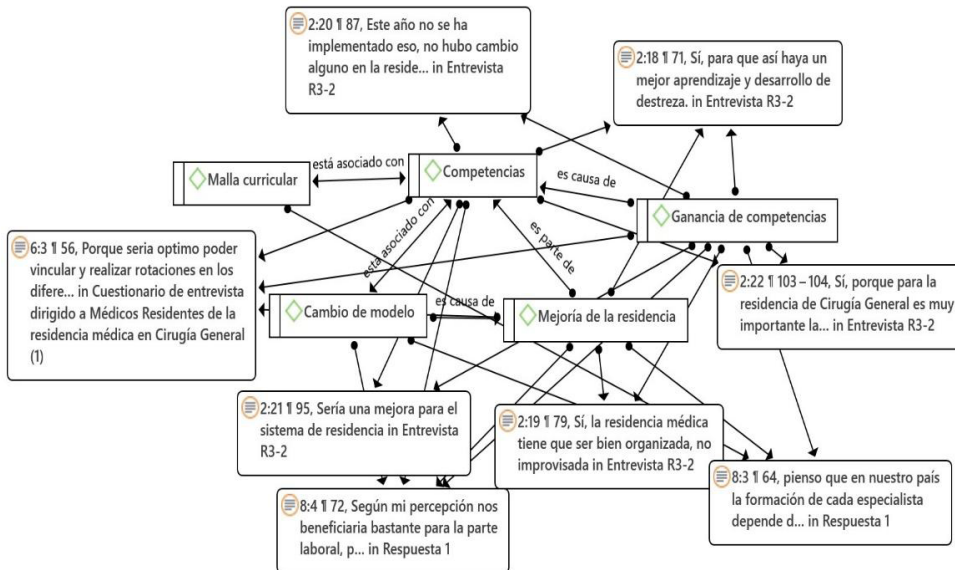 2:20 ¶ 87, Este año no se ha
implementado eso, no hubo cambio
alguno en la reside... in Entrevista
R3-2
2:18 ¶ 71, Sí, para que así haya un
mejor aprendizaje y desarrollo de
destreza. in Entrevista R3-2
está asociado con
Malla curricular
Competencias
es causa de
Ganancia de competencias
está asociado con
es parte de
6:3 ¶ 56, Porque seria optimo poder
vincular y realizar rotaciones en los
difere... in Cuestionario de entrevista
dirigido a Médicos Residentes de la
residencia médica en Cirugía General
(1)
2:22 ¶ 103 – 104, Sí, porque para la
residencia de Cirugía General es muy
importante la... in Entrevista R3-2
Cambio de modelo
es causa de
Mejoría de la residencia
2:21 ¶ 95, Sería una mejora para el
sistema de residencia in Entrevista
R3-2
2:19 ¶ 79, Sí, la residencia médica
tiene que ser bien organizada, no
improvisada in Entrevista R3-2
8:3 ¶ 64, pienso que en nuestro país
la formación de cada especialista
depende d... in Respuesta 1
8:4 ¶ 72, Según mi percepción nos
beneficiaria bastante para la parte
laboral, p... in Respuesta 1